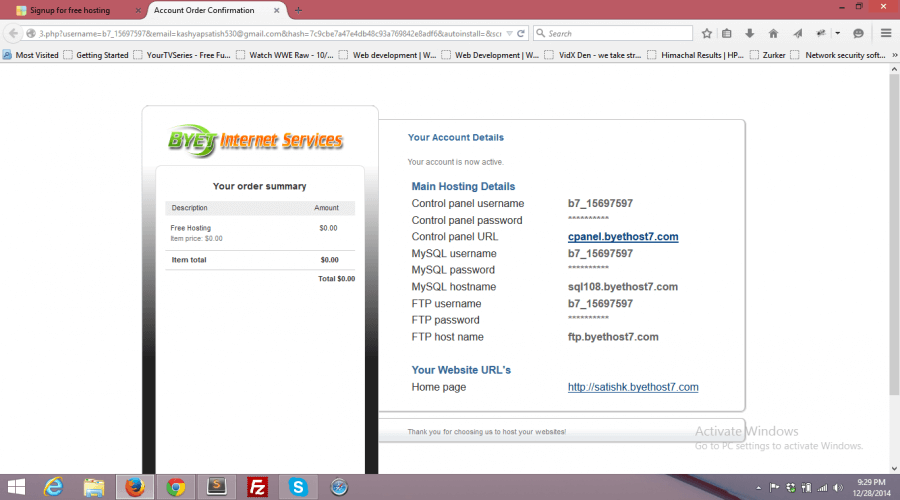 Signup for free hosting
Account Order Confirmation
3.php?username=b7_15697597&email=kashyapsatish530@gmail.com&hash=7c9cbe7a47e4db48c93a769842e8adf6&autoinstall=&scr
Search
Most Visited Getting Started YourTVSeries - Free Fu... Watch WWE Raw - 10/... Web development | W... Web Development | W... VidX Den - we take str... Himachal Results | HP... Zurker Network security soft...
BYET Internet Services
Your order summary
Description Amount
Free Hosting $0.00
Item price: $0.00
Item total $0.00
Total $0.00
Your Account Details
Your account is now active.
Main Hosting Details
Control panel username b7_15697597
Control panel password **********
Control panel URL cpanel.byethost7.com
MySQL username b7_15697597
MySQL password **********
MySQL hostname sql108.byethost7.com
FTP username b7_15697597
FTP password **********
FTP host name ftp.byethost7.com
Your Website URL's
Home page http://satishk.byethost7.com
Thank you for choosing us to host your websites!
Activate Windows
Go to PC settings to activate Windows.
9:29 PM
12/28/2014